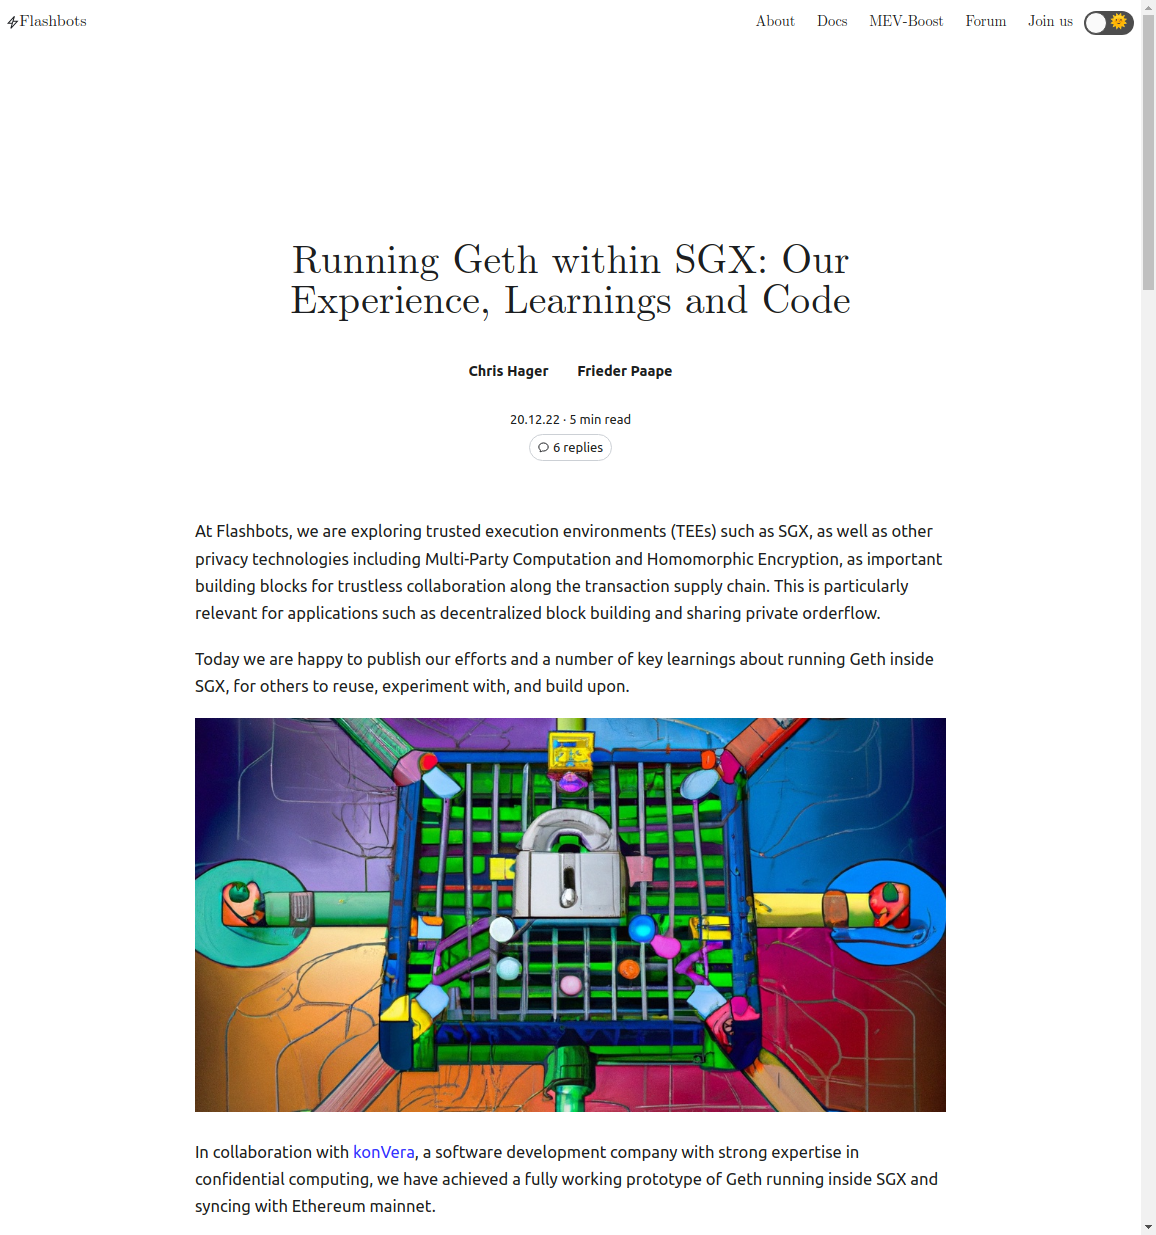 Flashbots
About Docs MEV-Boost Forum Join us
Running Geth within SGX: Our
Experience, Learnings and Code
Chris Hager Frieder Paape
20.12.22 · 5 min read
6 replies
At Flashbots, we are exploring trusted execution environments (TEEs) such as SGX, as well as other
privacy technologies including Multi-Party Computation and Homomorphic Encryption, as important
building blocks for trustless collaboration along the transaction supply chain. This is particularly
relevant for applications such as decentralized block building and sharing private orderflow.
Today we are happy to publish our efforts and a number of key learnings about running Geth inside
SGX, for others to reuse, experiment with, and build upon.
In collaboration with konVera, a software development company with strong expertise in
confidential computing, we have achieved a fully working prototype of Geth running inside SGX and
syncing with Ethereum mainnet.